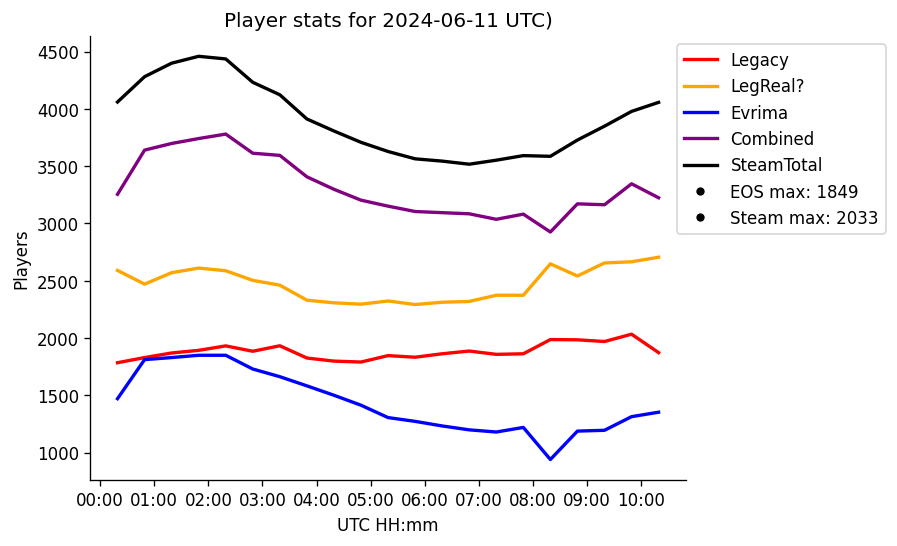 Player stats for 2024-06-11 UTC)
4500
4000
3500
3000
2500
2000
1500
1000
Players
00:00 01:00 02:00 03:00 04:00 05:00 06:00 07:00 08:00 09:00 10:00
UTC HH:mm
Legacy
LegReal?
Evrima
Combined
SteamTotal
EOS max: 1849
Steam max: 2033